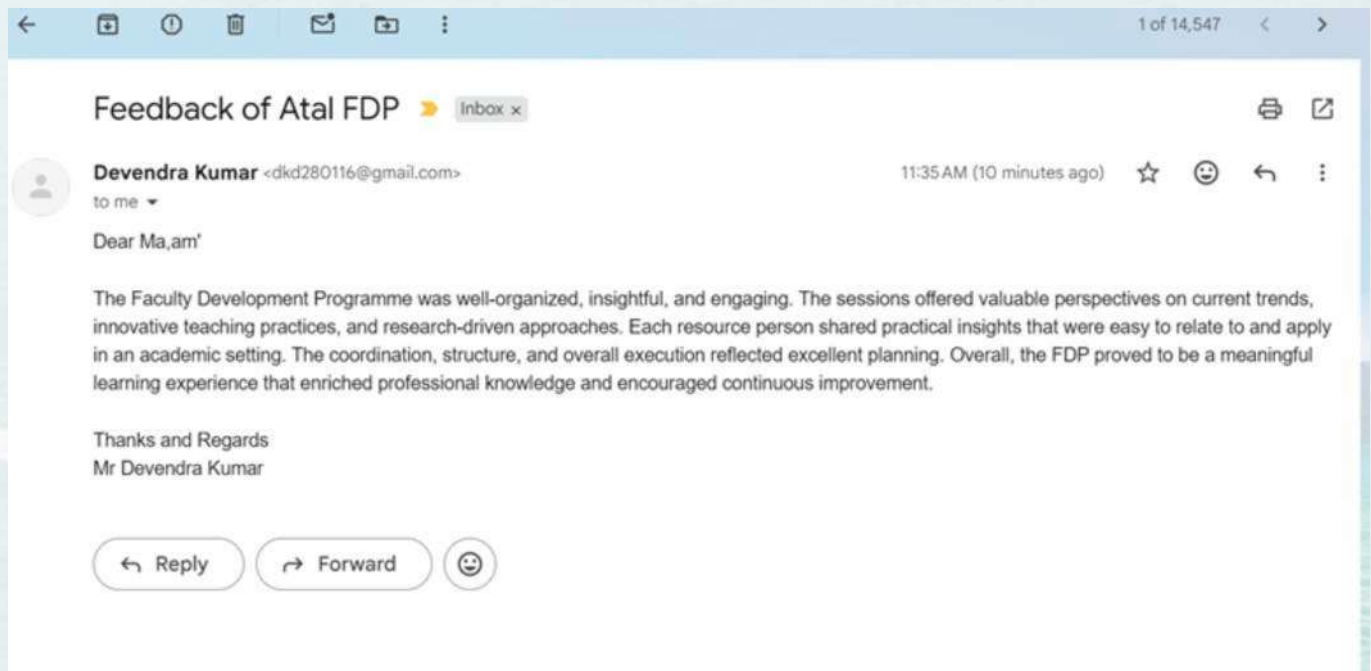 1 of 14,547
Feedback of Atal FDP Inbox x
Devendra Kumar <dkd280116@gmail.com> 11:35 AM (10 minutes ago)
to me
Dear Ma,am'
The Faculty Development Programme was well-organized, insightful, and engaging. The sessions offered valuable perspectives on current trends,
innovative teaching practices, and research-driven approaches. Each resource person shared practical insights that were easy to relate to and apply
in an academic setting. The coordination, structure, and overall execution reflected excellent planning. Overall, the FDP proved to be a meaningful
learning experience that enriched professional knowledge and encouraged continuous improvement.
Thanks and Regards
Mr Devendra Kumar
Reply Forward